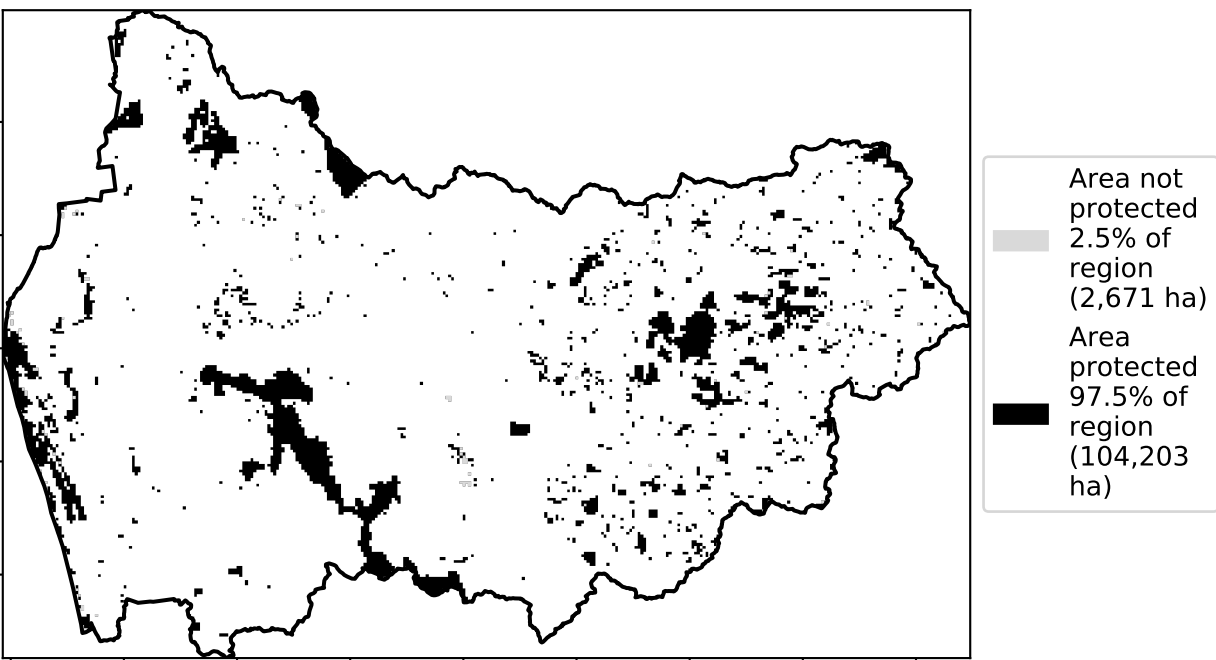 Area not
protected
2.5% of
region
(2,671 ha)
Area
protected
97.5% of
region
(104,203
ha)